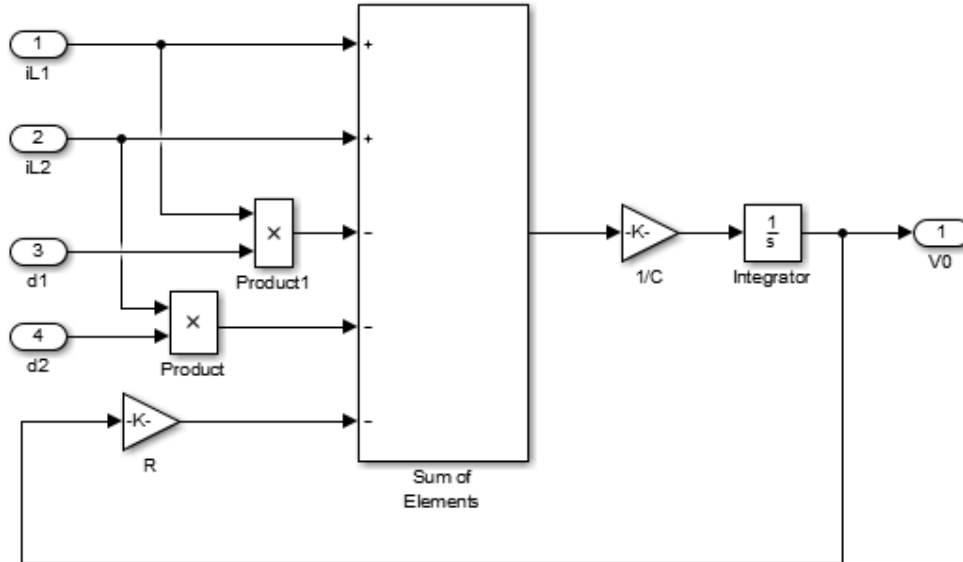 1
iL1
+
2
iL2
+
×
−
Product1
3
d1
-K-
1/C
1
s
Integrator
1
V0
×
−
Product
4
d2
-K-
R
−
Sum of
Elements